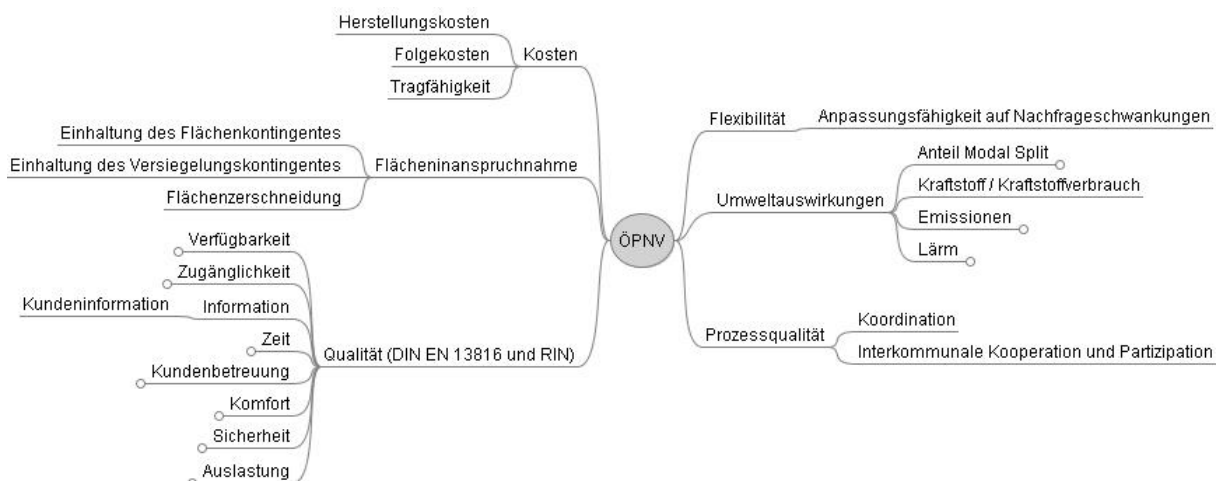 Herstellungskosten
Folgekosten
Tragfähigkeit
Kosten
Einhaltung des Flächenkontingentes
Einhaltung des Versiegelungskontingentes
Flächenzerschneidung
Flächeninanspruchnahme
Verfügbarkeit
Zugänglichkeit
Kundeninformation
Information
Zeit
Kundenbetreuung
Komfort
Sicherheit
Auslastung
Qualität (DIN EN 13816 und RIN)
ÖPNV
Flexibilität
Anpassungsfähigkeit auf Nachfrageschwankungen
Umweltauswirkungen
Anteil Modal Split
Kraftstoff / Kraftstoffverbrauch
Emissionen
Lärm
Prozessqualität
Koordination
Interkommunale Kooperation und Partizipation